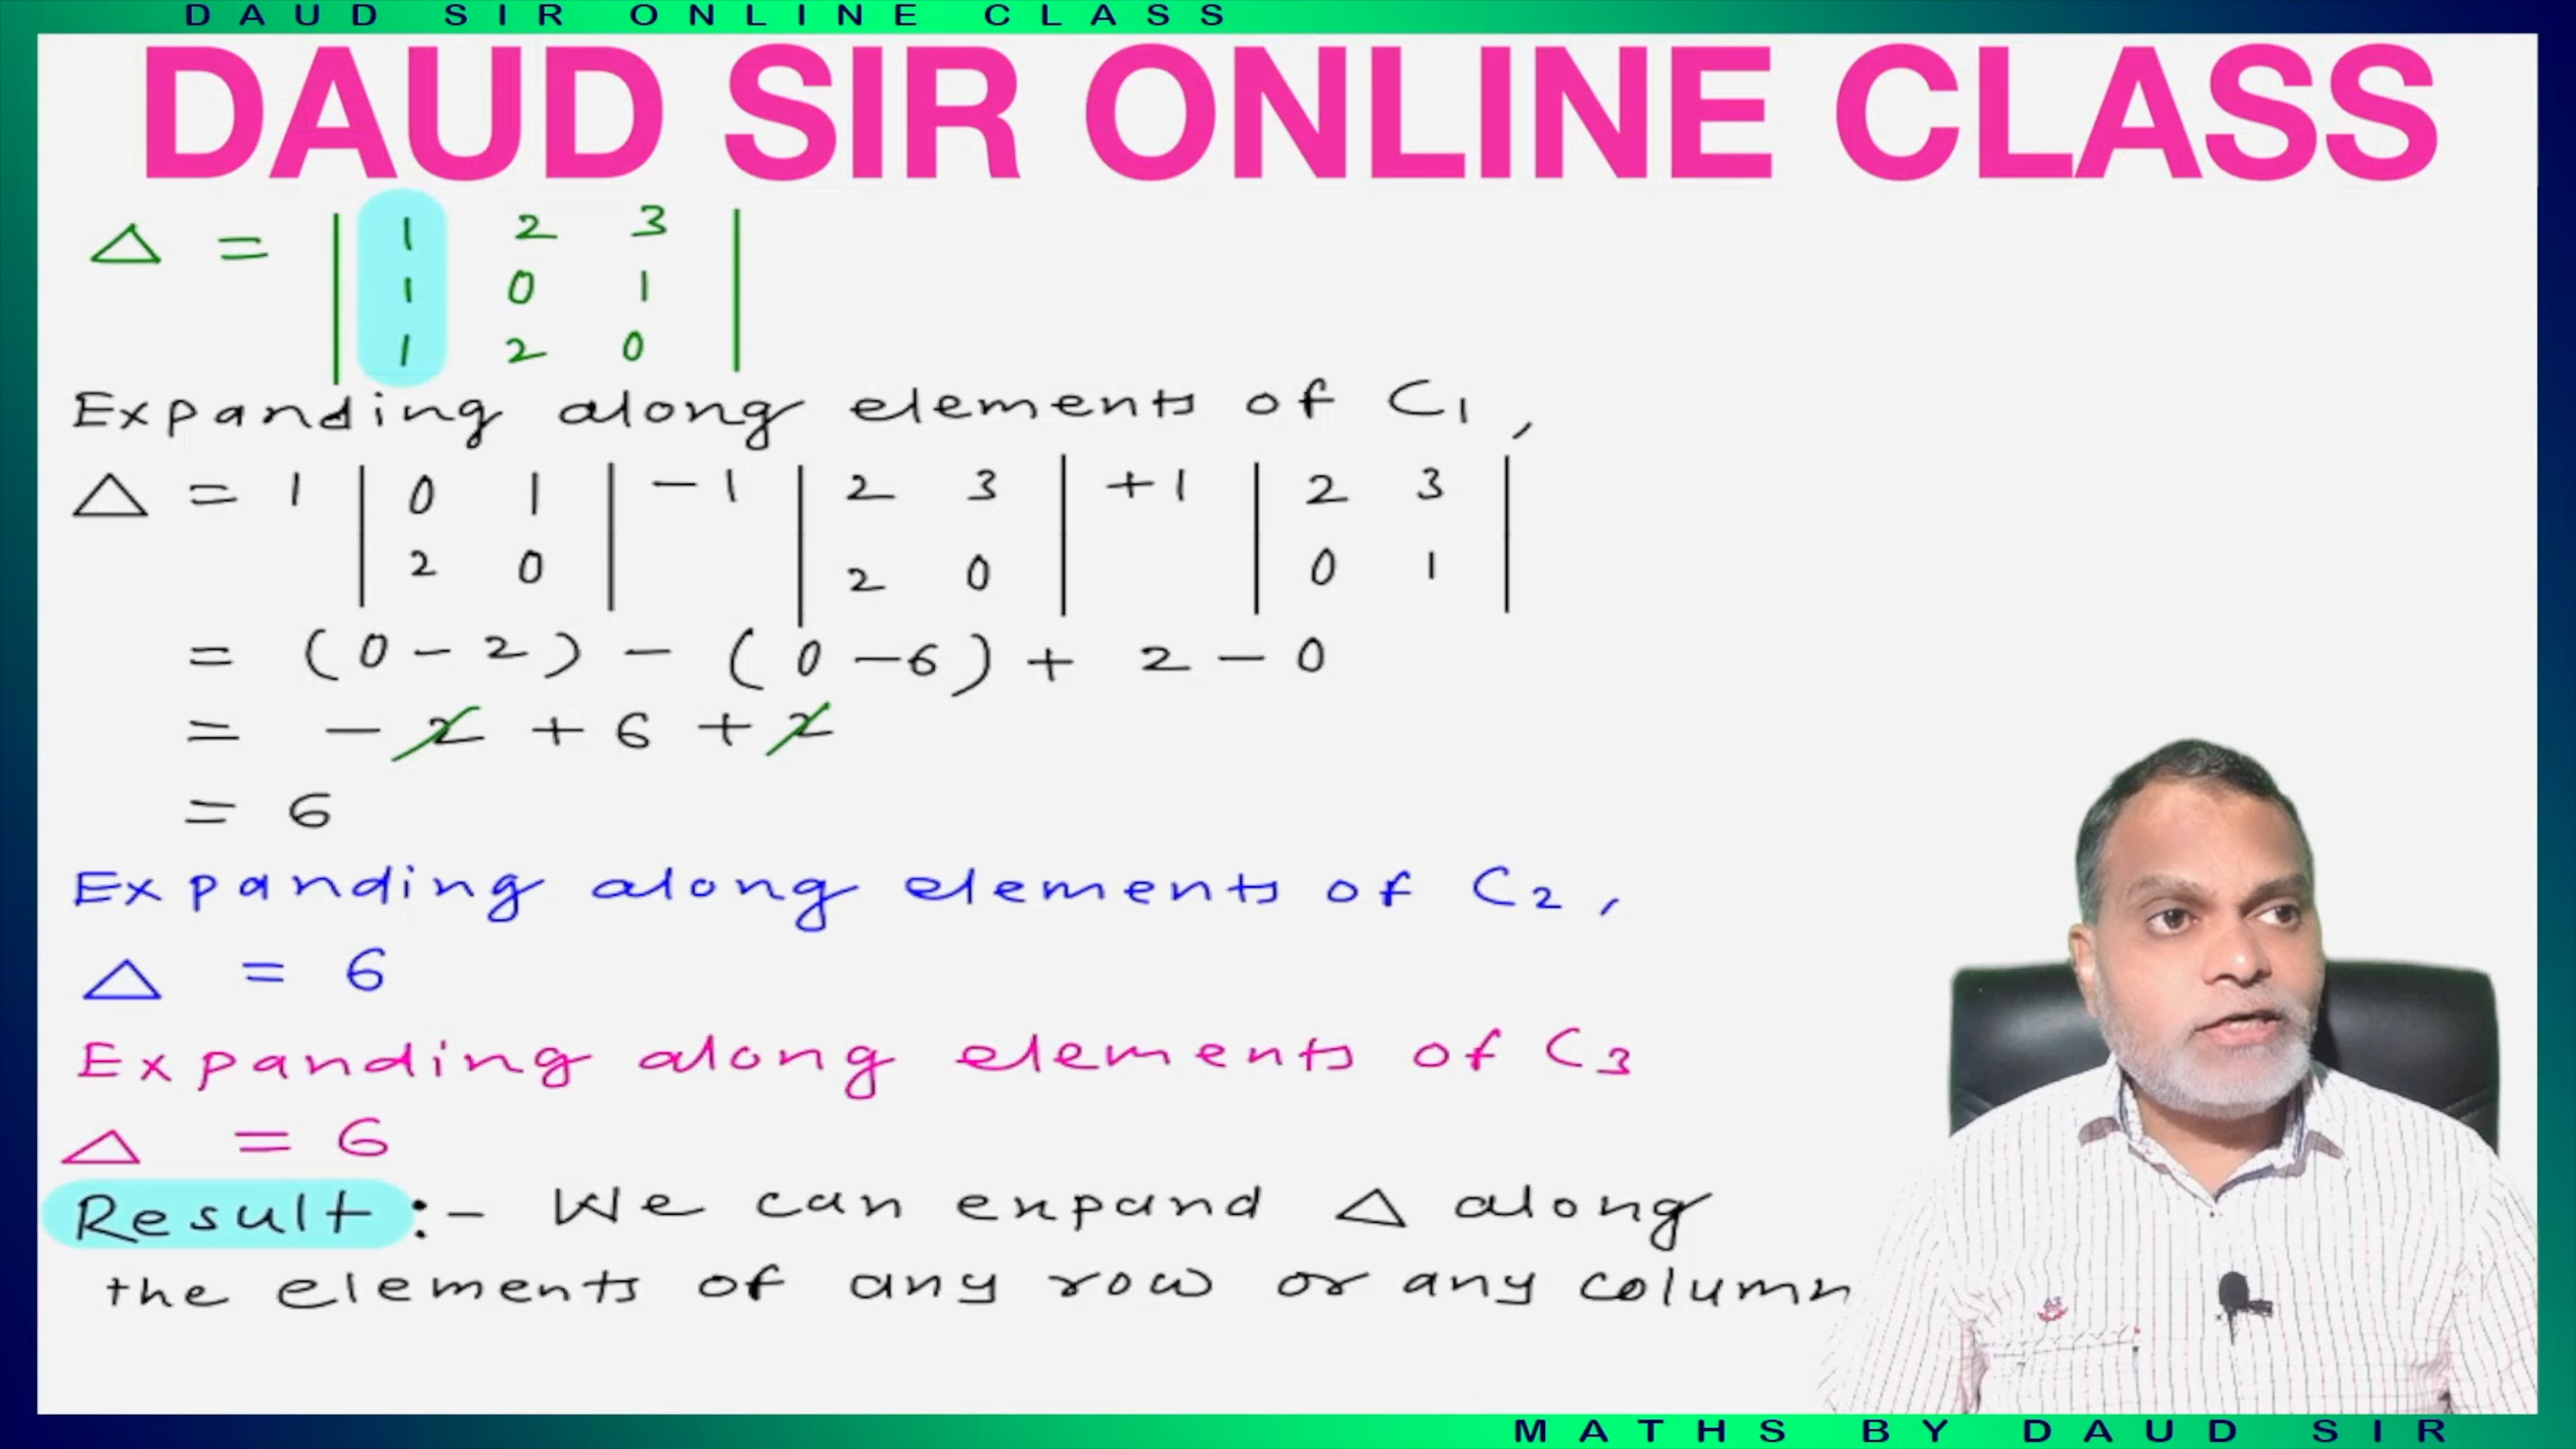 DAUD SIR ONLINE CLASS
DAUD SIR ONLINE CLASS
Δ = | 1 2 3 |
| 1 0 1 |
| 1 2 0 |
Expanding along elements of C1,
Δ = 1 | 0 1 | - 1 | 2 3 | + 1 | 2 3 |
| 2 0 | | 2 0 | | 0 1 |
= (0 - 2) - (0 - 6) + 2 - 0
= - 2 + 6 + 2
= 6
Expanding along elements of C2,
Δ = 6
Expanding along elements of C3
Δ = 6
Result :- We can expand Δ along
the elements of any row or any column
MATHS BY DAUD SIR